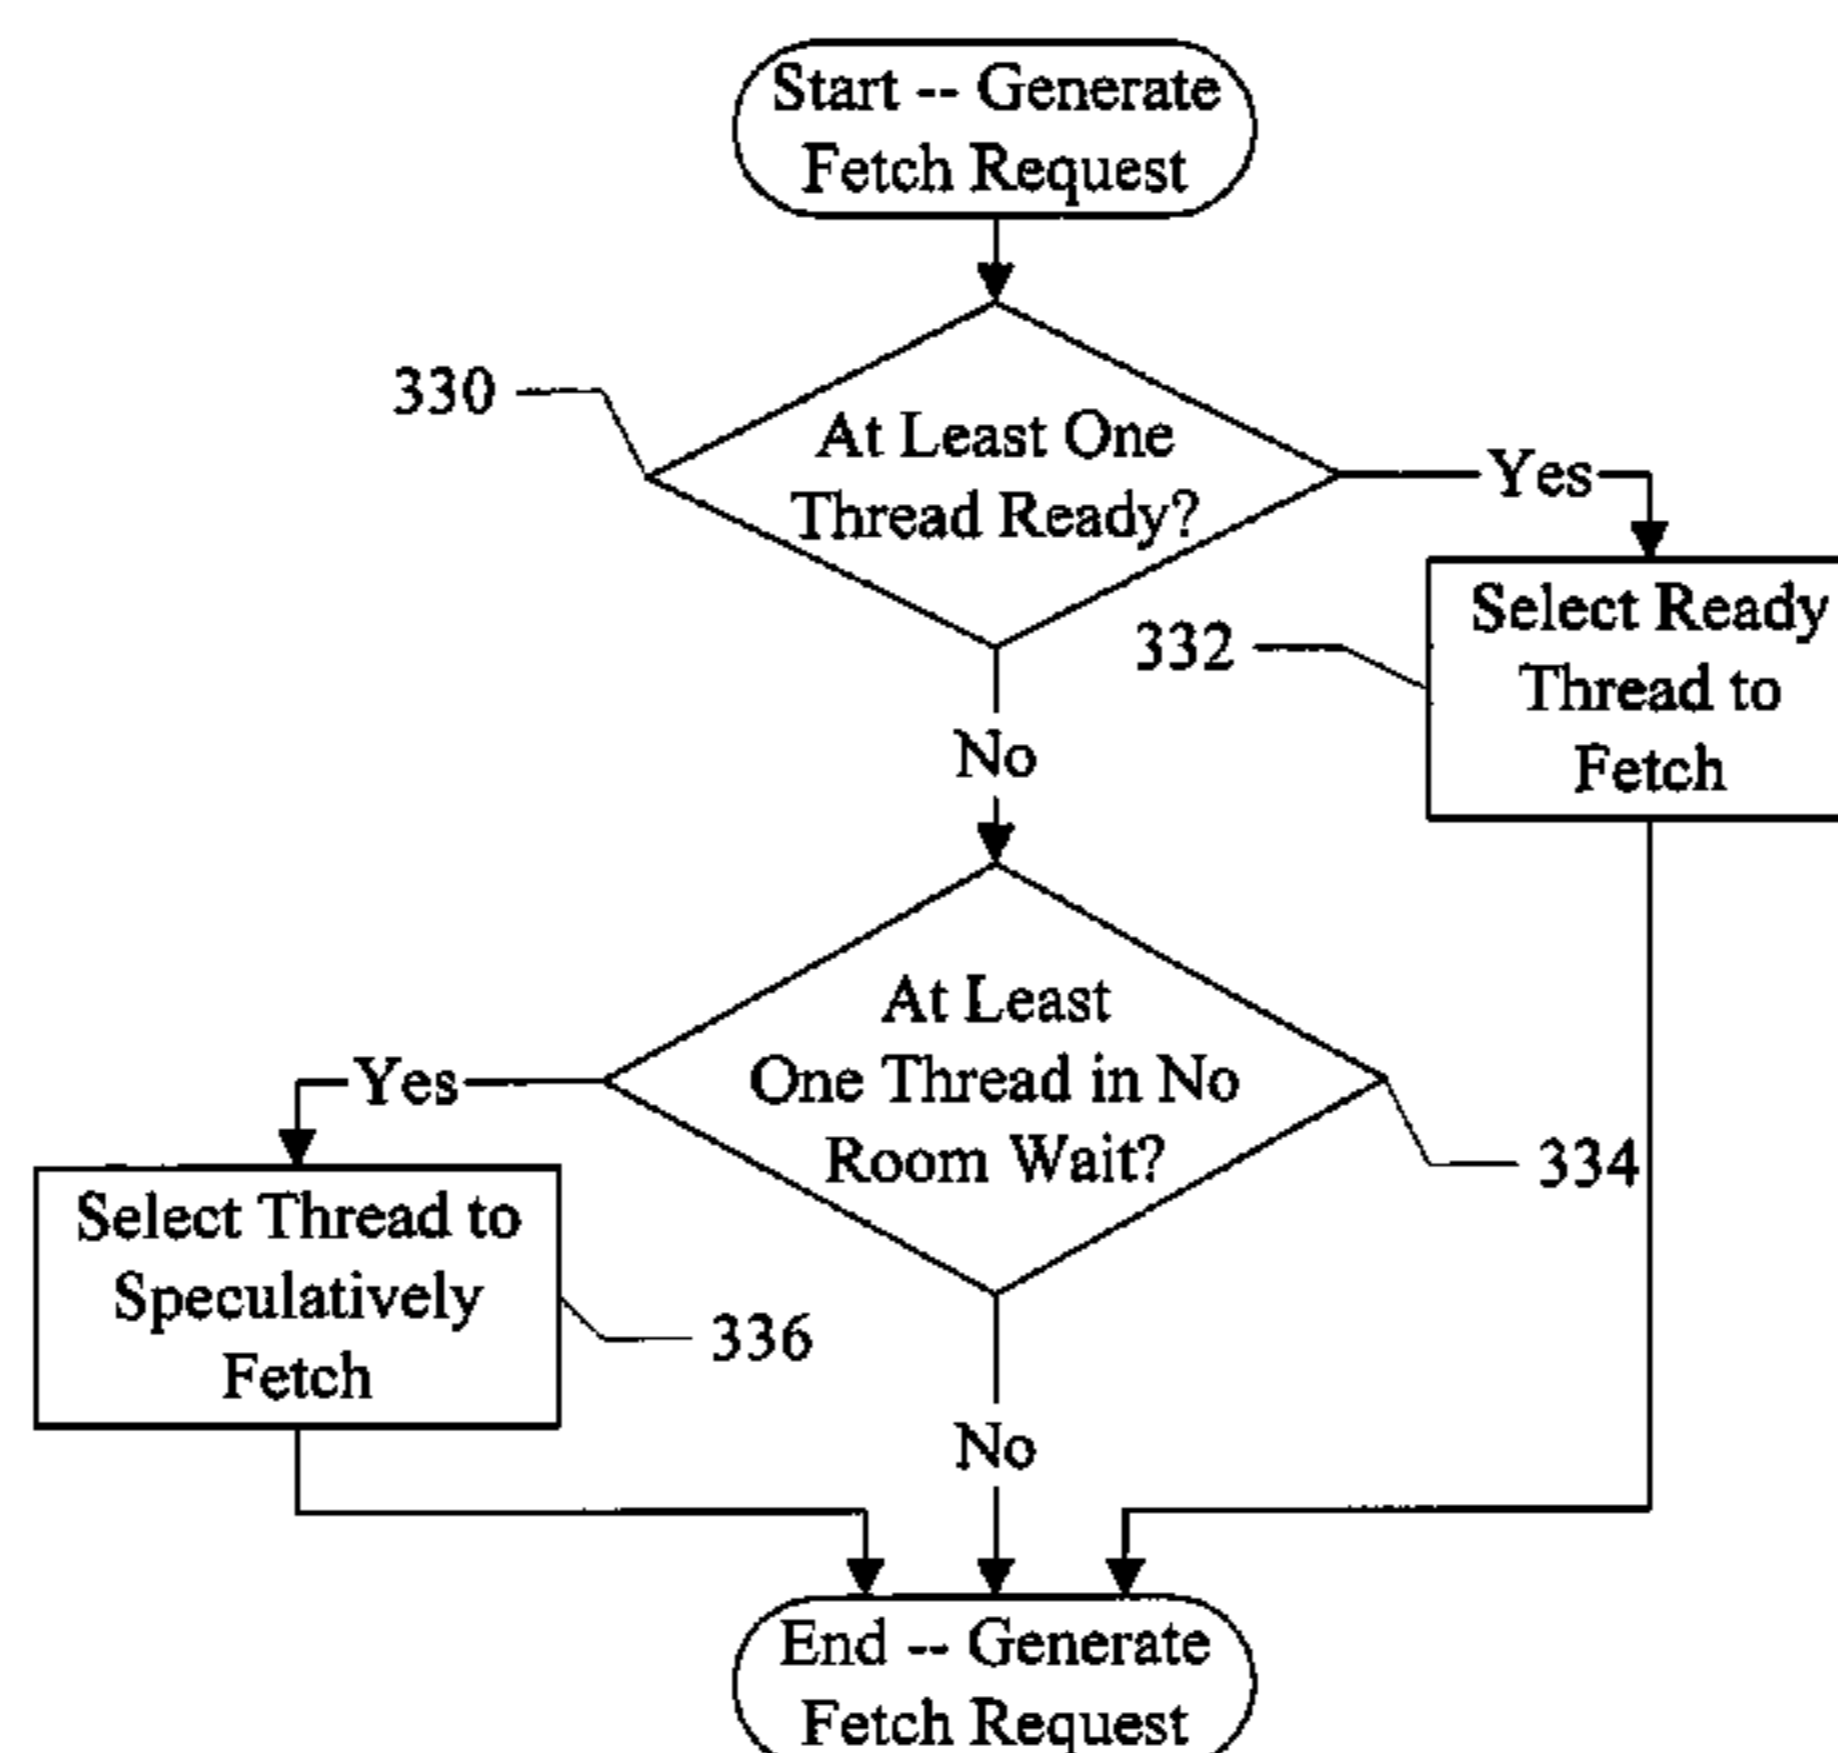 Start -- Generate
Fetch Request
330
At Least One
Thread Ready?
Yes
332
Select Ready
Thread to
Fetch
No
At Least
One Thread in No
Room Wait?
Yes
334
Select Thread to
Speculatively
Fetch
336
No
End -- Generate
Fetch Request